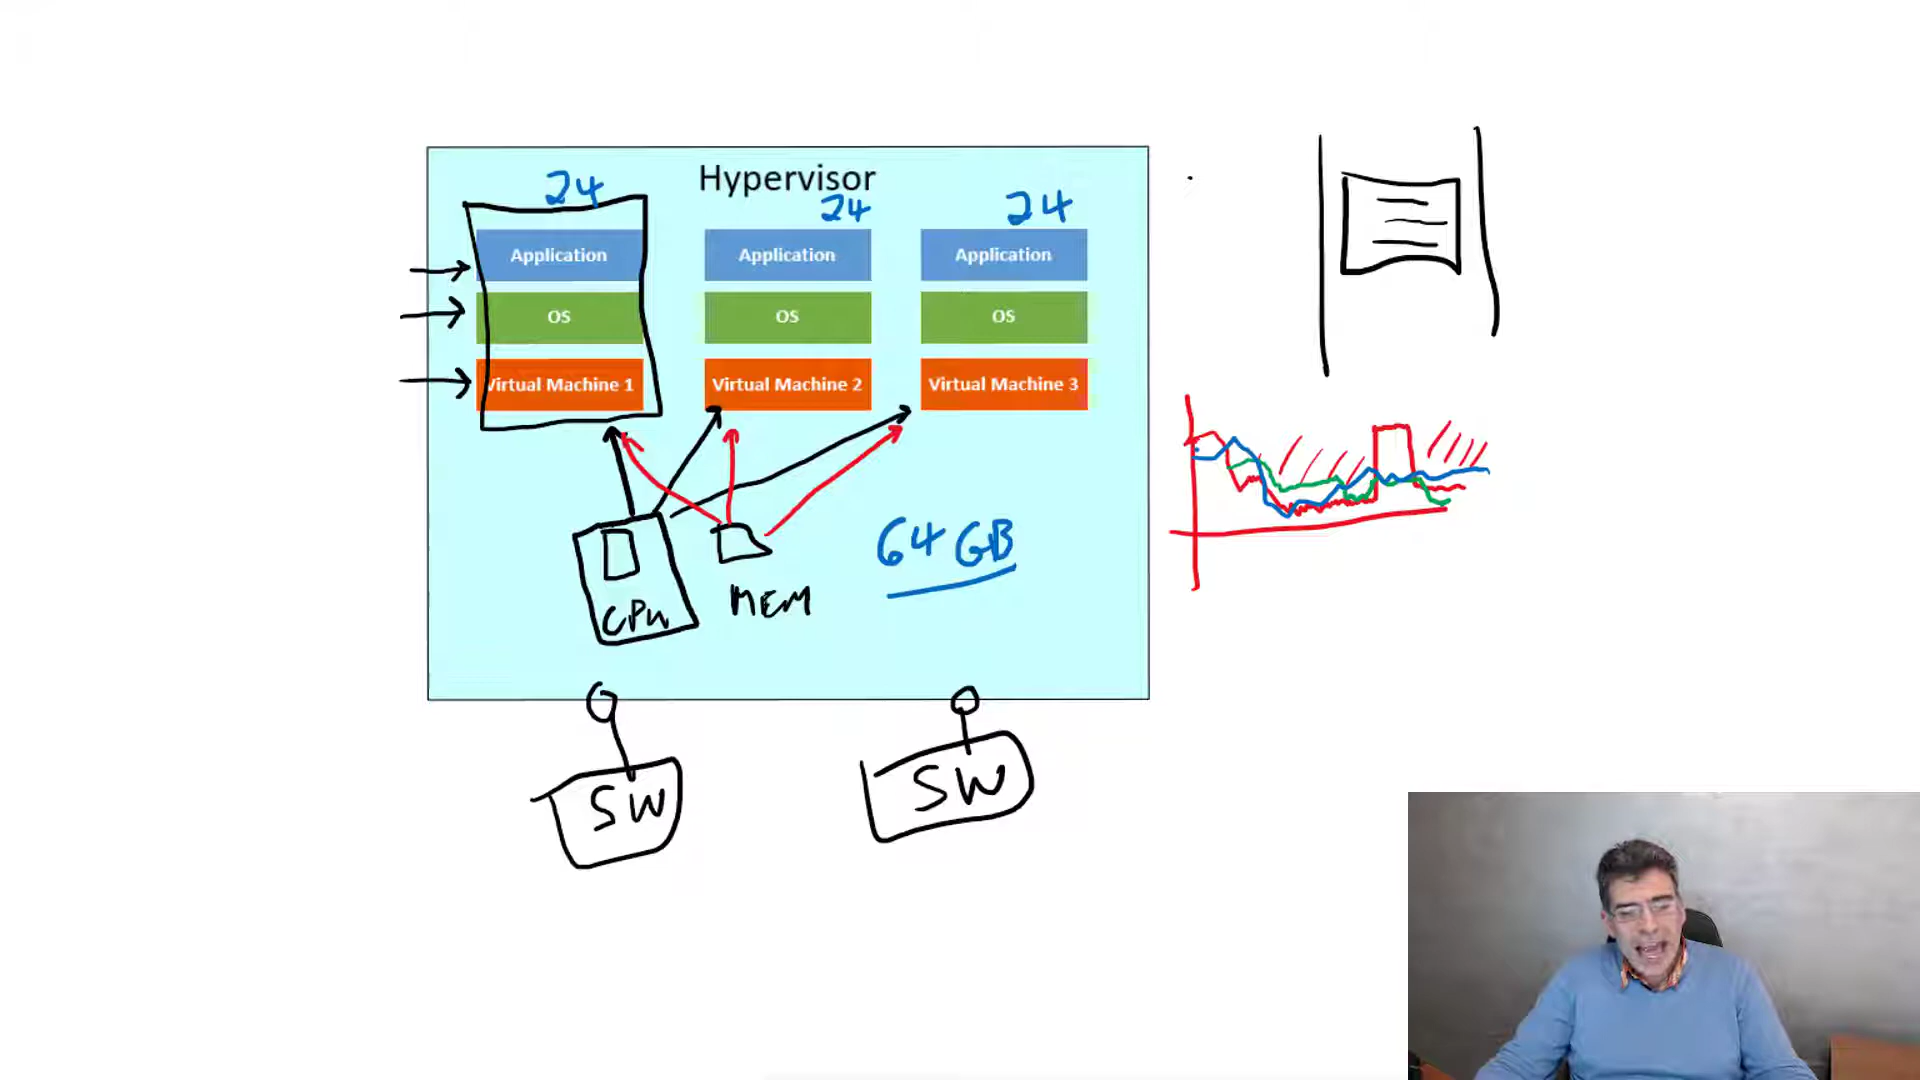 Hypervisor
24
24
24
Application
Application
Application
OS
OS
OS
Virtual Machine 1
Virtual Machine 2
Virtual Machine 3
64 GB
CPU
MEM
SW
SW